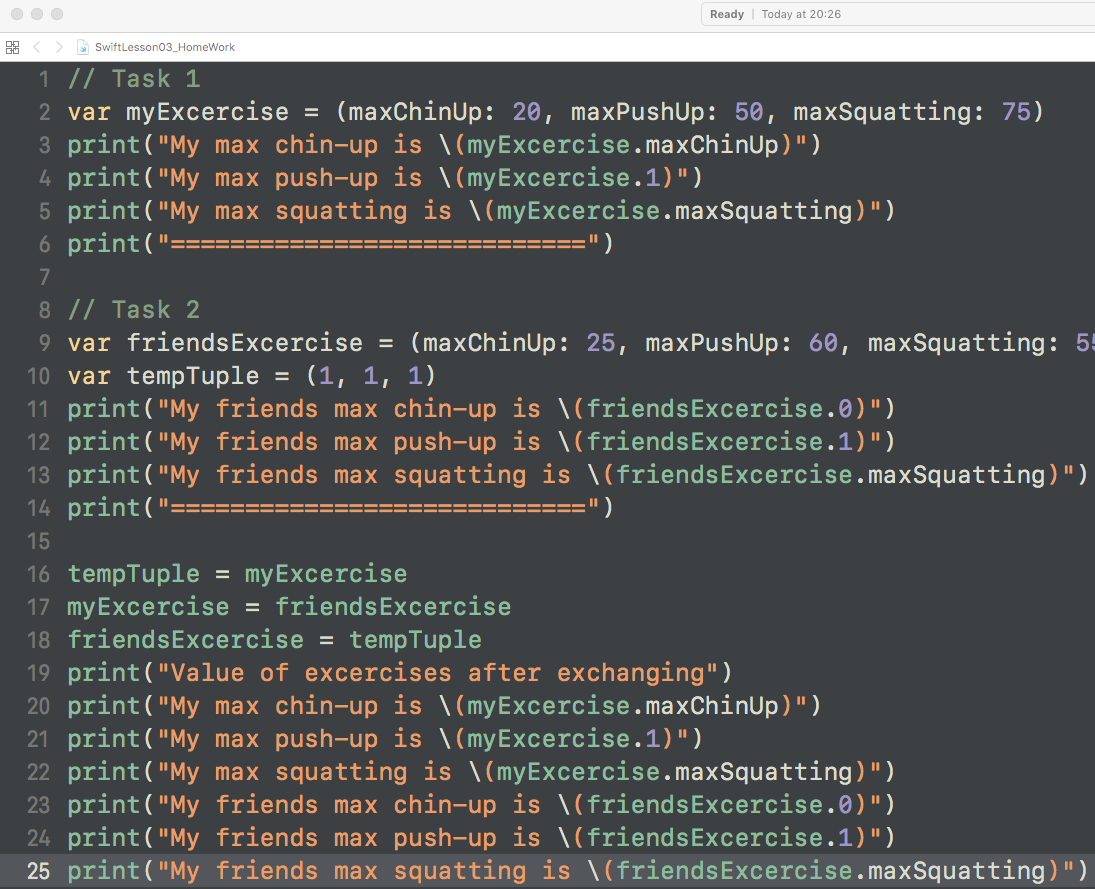 Ready | Today at 20:26
SwiftLesson03_HomeWork
1 // Task 1
2 var myExcercise = (maxChinUp: 20, maxPushUp: 50, maxSquatting: 75)
3 print("My max chin-up is \(myExcercise.maxChinUp)")
4 print("My max push-up is \(myExcercise.1)")
5 print("My max squatting is \(myExcercise.maxSquatting)")
6 print("============================")
7
8 // Task 2
9 var friendsExcercise = (maxChinUp: 25, maxPushUp: 60, maxSquatting: 55
10 var tempTuple = (1, 1, 1)
11 print("My friends max chin-up is \(friendsExcercise.0)")
12 print("My friends max push-up is \(friendsExcercise.1)")
13 print("My friends max squatting is \(friendsExcercise.maxSquatting)")
14 print("============================")
15
16 tempTuple = myExcercise
17 myExcercise = friendsExcercise
18 friendsExcercise = tempTuple
19 print("Value of excercises after exchanging")
20 print("My max chin-up is \(myExcercise.maxChinUp)")
21 print("My max push-up is \(myExcercise.1)")
22 print("My max squatting is \(myExcercise.maxSquatting)")
23 print("My friends max chin-up is \(friendsExcercise.0)")
24 print("My friends max push-up is \(friendsExcercise.1)")
25 print("My friends max squatting is \(friendsExcercise.maxSquatting)")